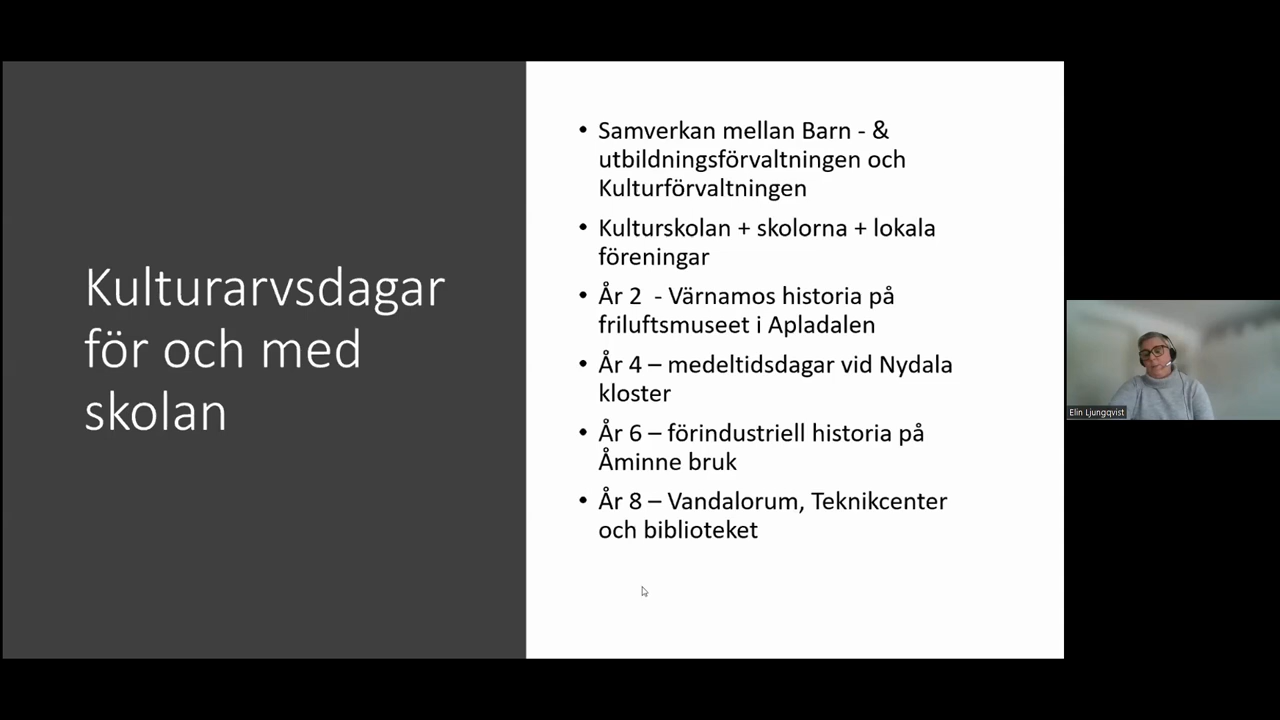 Kulturarvsdagar
för och med
skolan
• Samverkan mellan Barn - &
utbildningsförvaltningen och
Kulturförvaltningen
• Kulturskolan + skolorna + lokala
föreningar
• År 2  - Värnamos historia på
friluftsmuseet i Apladalen
• År 4 – medeltidsdagar vid Nydala
kloster
• År 6 – förindustriell historia på
Åminne bruk
• År 8 – Vandalorum, Teknikcenter
och biblioteket
Elin Ljungqvist